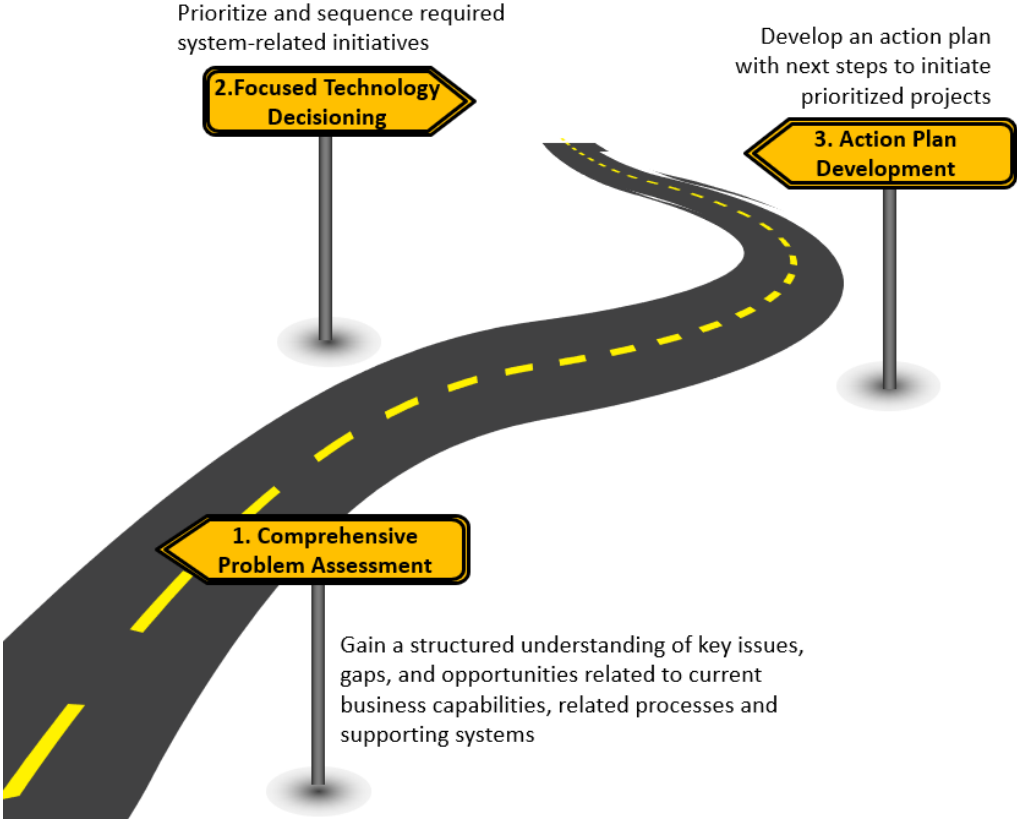 Prioritize and sequence required
system-related initiatives
2.Focused Technology
Decisioning
Develop an action plan
with next steps to initiate
prioritized projects
3. Action Plan
Development
1. Comprehensive
Problem Assessment
Gain a structured understanding of key issues,
gaps, and opportunities related to current
business capabilities, related processes and
supporting systems